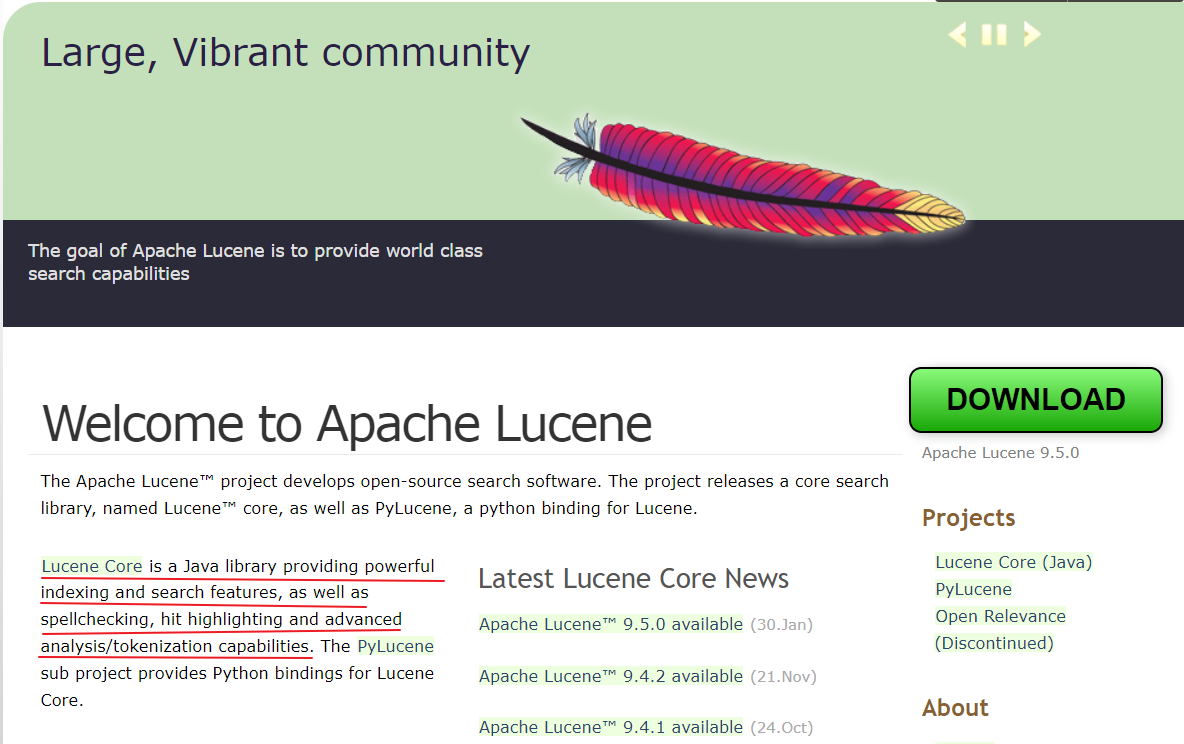 Large, Vibrant community
The goal of Apache Lucene is to provide world class
search capabilities
Welcome to Apache Lucene
The Apache Lucene™ project develops open-source search software. The project releases a core search
library, named Lucene™ core, as well as PyLucene, a python binding for Lucene.
Lucene Core is a Java library providing powerful
indexing and search features, as well as
spellchecking, hit highlighting and advanced
analysis/tokenization capabilities. The PyLucene
sub project provides Python bindings for Lucene
Core.
Latest Lucene Core News
Apache Lucene™ 9.5.0 available (30.Jan)
Apache Lucene™ 9.4.2 available (21.Nov)
Apache Lucene™ 9.4.1 available (24.Oct)
DOWNLOAD
Apache Lucene 9.5.0
Projects
Lucene Core (Java)
PyLucene
Open Relevance
(Discontinued)
About